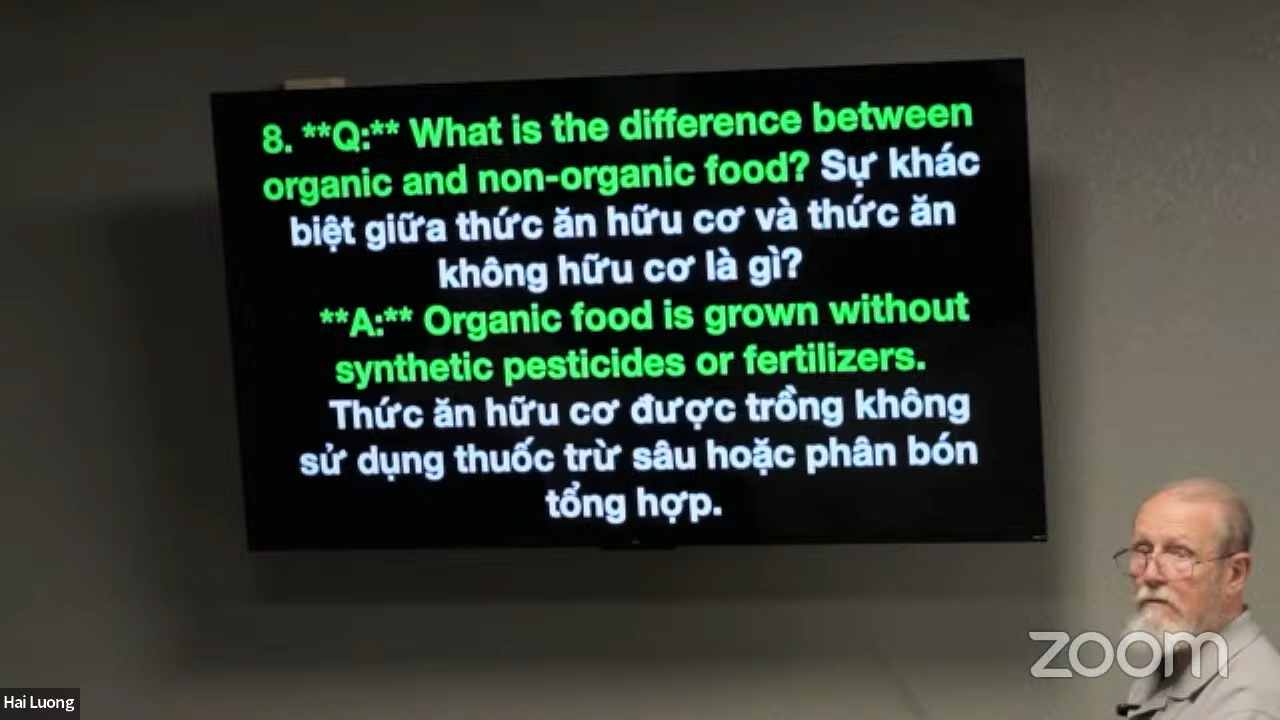 8. **Q:** What is the difference between
organic and non-organic food? Sự khác
biệt giữa thức ăn hữu cơ và thức ăn
không hữu cơ là gì?
**A:** Organic food is grown without
synthetic pesticides or fertilizers.
Thức ăn hữu cơ được trồng không
sử dụng thuốc trừ sâu hoặc phân bón
tổng hợp.
zoom
Hai Luong